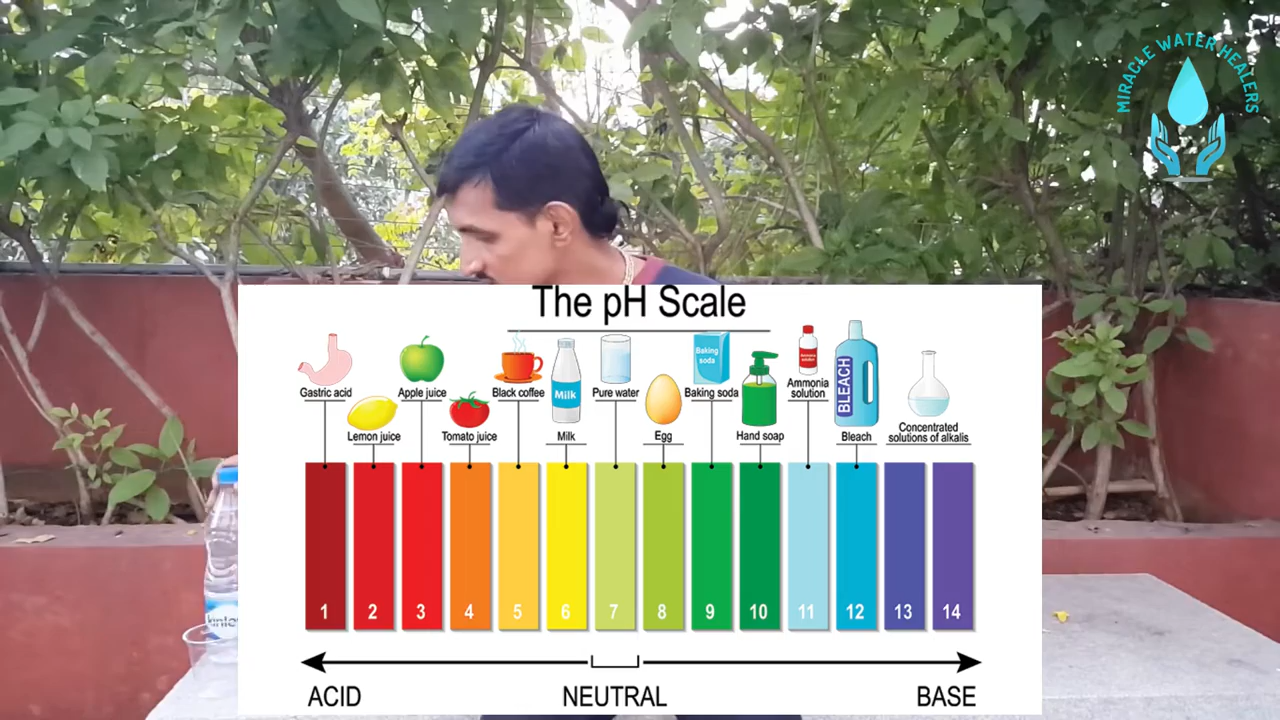 MIRACLE WATER HEALERS
The pH Scale
Gastric acid
Apple juice
Black coffee
Pure water
Baking soda
Ammonia solution
Lemon juice
Tomato juice
Milk
Egg
Hand soap
Bleach
Concentrated
solutions of alkalis
Milk
Baking
soda
Ammonia
solution
BLEACH
1 2 3 4 5 6 7 8 9 10 11 12 13 14
ACID NEUTRAL BASE